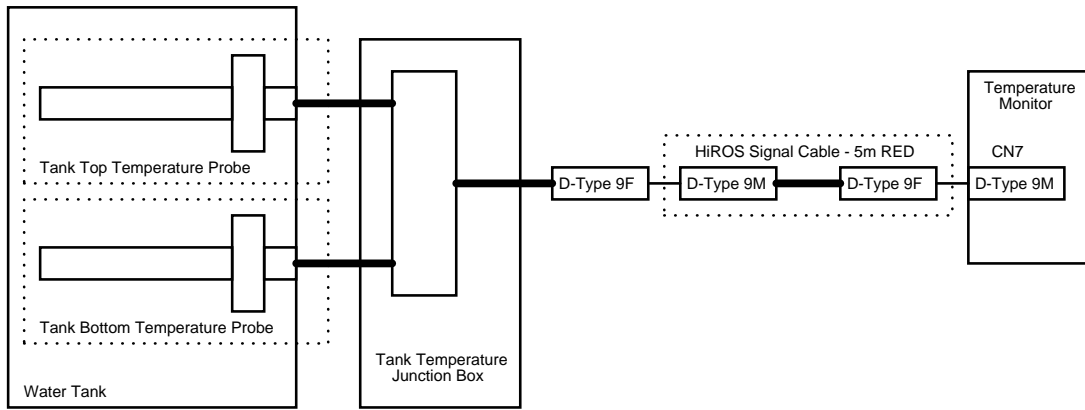 Tank Top Temperature Probe
Tank Bottom Temperature Probe
Water Tank
Tank Temperature
Junction Box
D-Type 9F
HiROS Signal Cable - 5m RED
D-Type 9M
D-Type 9F
Temperature
Monitor
CN7
D-Type 9M